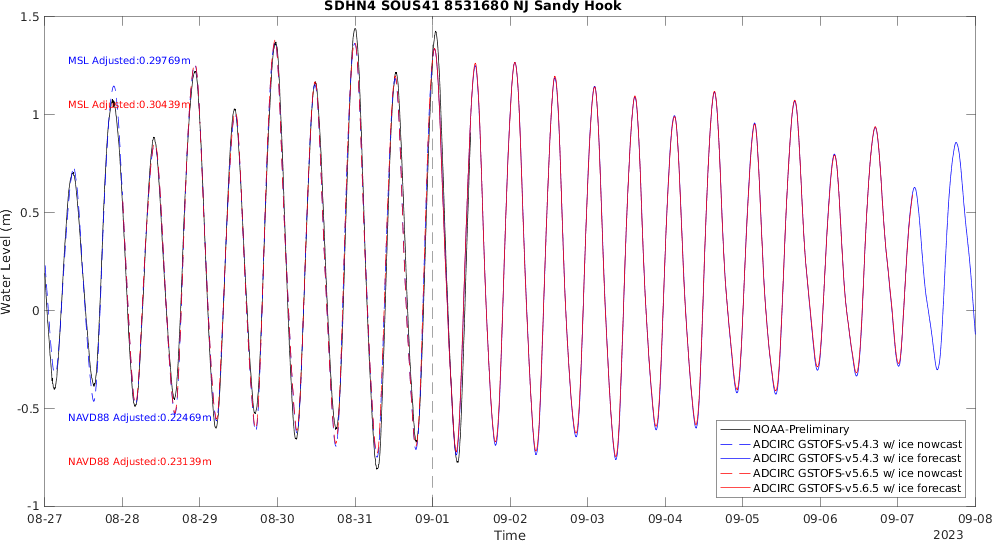 SDHN4 SOUS41 8531680 NJ Sandy Hook
1.5
1
0.5
0
-0.5
-1
Water Level (m)
MSL Adjusted:0.29769m
MSL Adjusted:0.30439m
NAVD88 Adjusted:0.22469m
NAVD88 Adjusted:0.23139m
NOAA-Preliminary
ADCIRC GSTOFS-v5.4.3 w/ ice nowcast
ADCIRC GSTOFS-v5.4.3 w/ ice forecast
ADCIRC GSTOFS-v5.6.5 w/ ice nowcast
ADCIRC GSTOFS-v5.6.5 w/ ice forecast
08-27 08-28 08-29 08-30 08-31 09-01 09-02 09-03 09-04 09-05 09-06 09-07 09-08
Time
2023